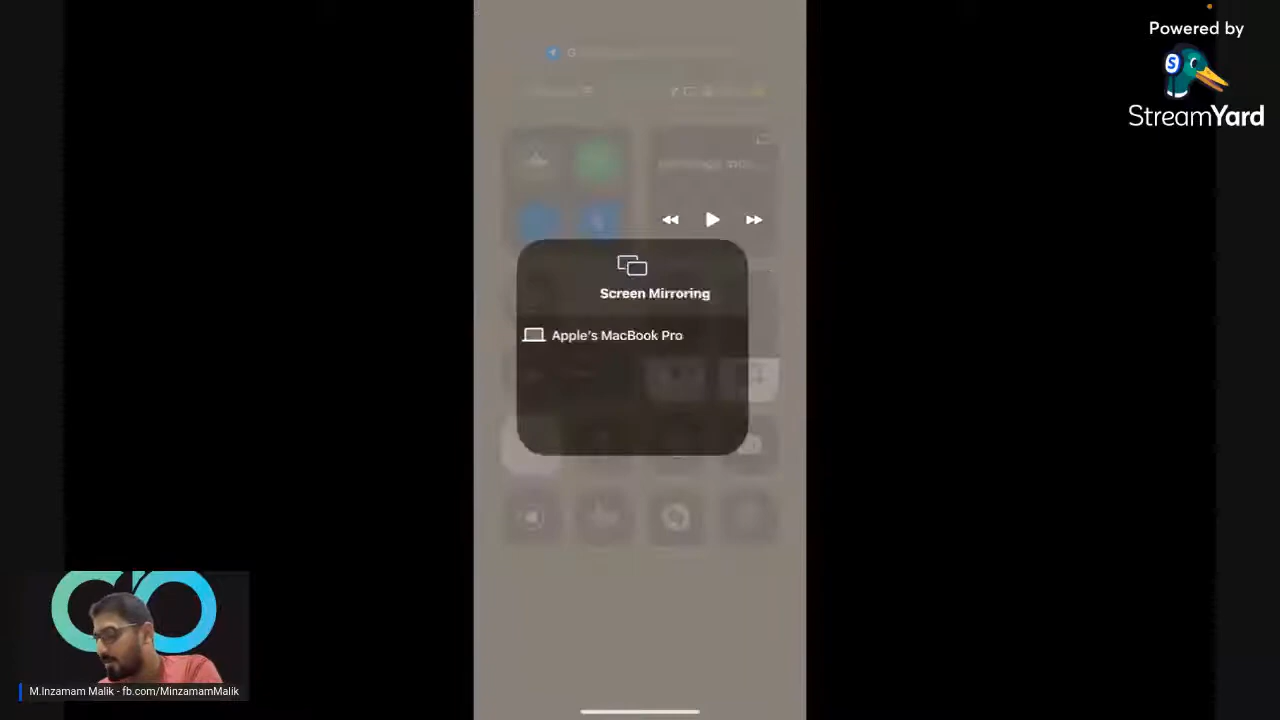 Powered by
StreamYard
Screen Mirroring
Apple's MacBook Pro
M.Inzamam Malik - fb.com/MinzamamMalik